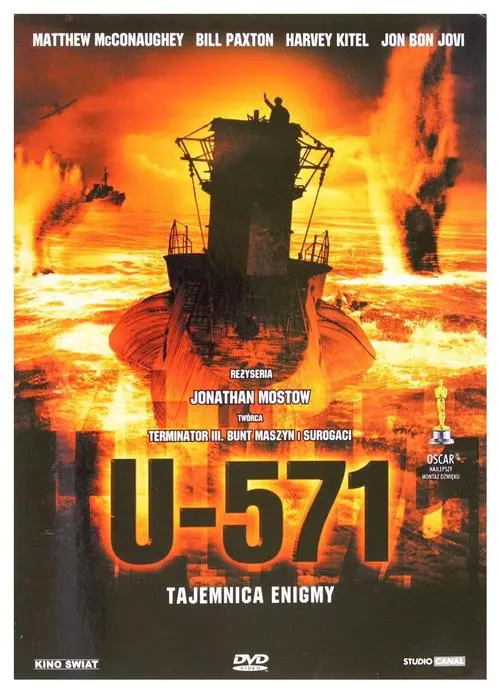 MATTHEW McCONAUGHEY BILL PAXTON HARVEY KITEL JON BON JOVI
REŻYSERIA
JONATHAN MOSTOW
TWÓRCA
TERMINATOR III. BUNT MASZYN I SUROGACI
OSCAR
NAJLEPSZY
MONTAŻ DŹWIĘKU
U-571
TAJEMNICA ENIGMY
KINO ŚWIAT
DVD
VIDEO
STUDIO CANAL